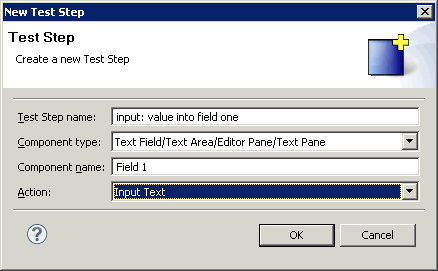 New Test Step
Test Step
Create a new Test Step
Test Step name: input: value into field one
Component type: Text Field/Text Area/Editor Pane/Text Pane
Component name: Field 1
Action: Input Text
?
OK Cancel